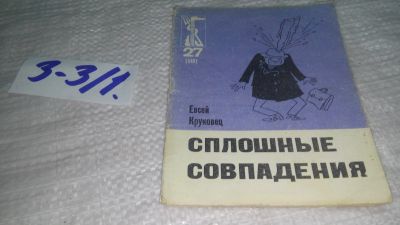 3-3/1.
27
Евсей
Круковец
СПЛОШНЫЕ
СОВПАДЕНИЯ